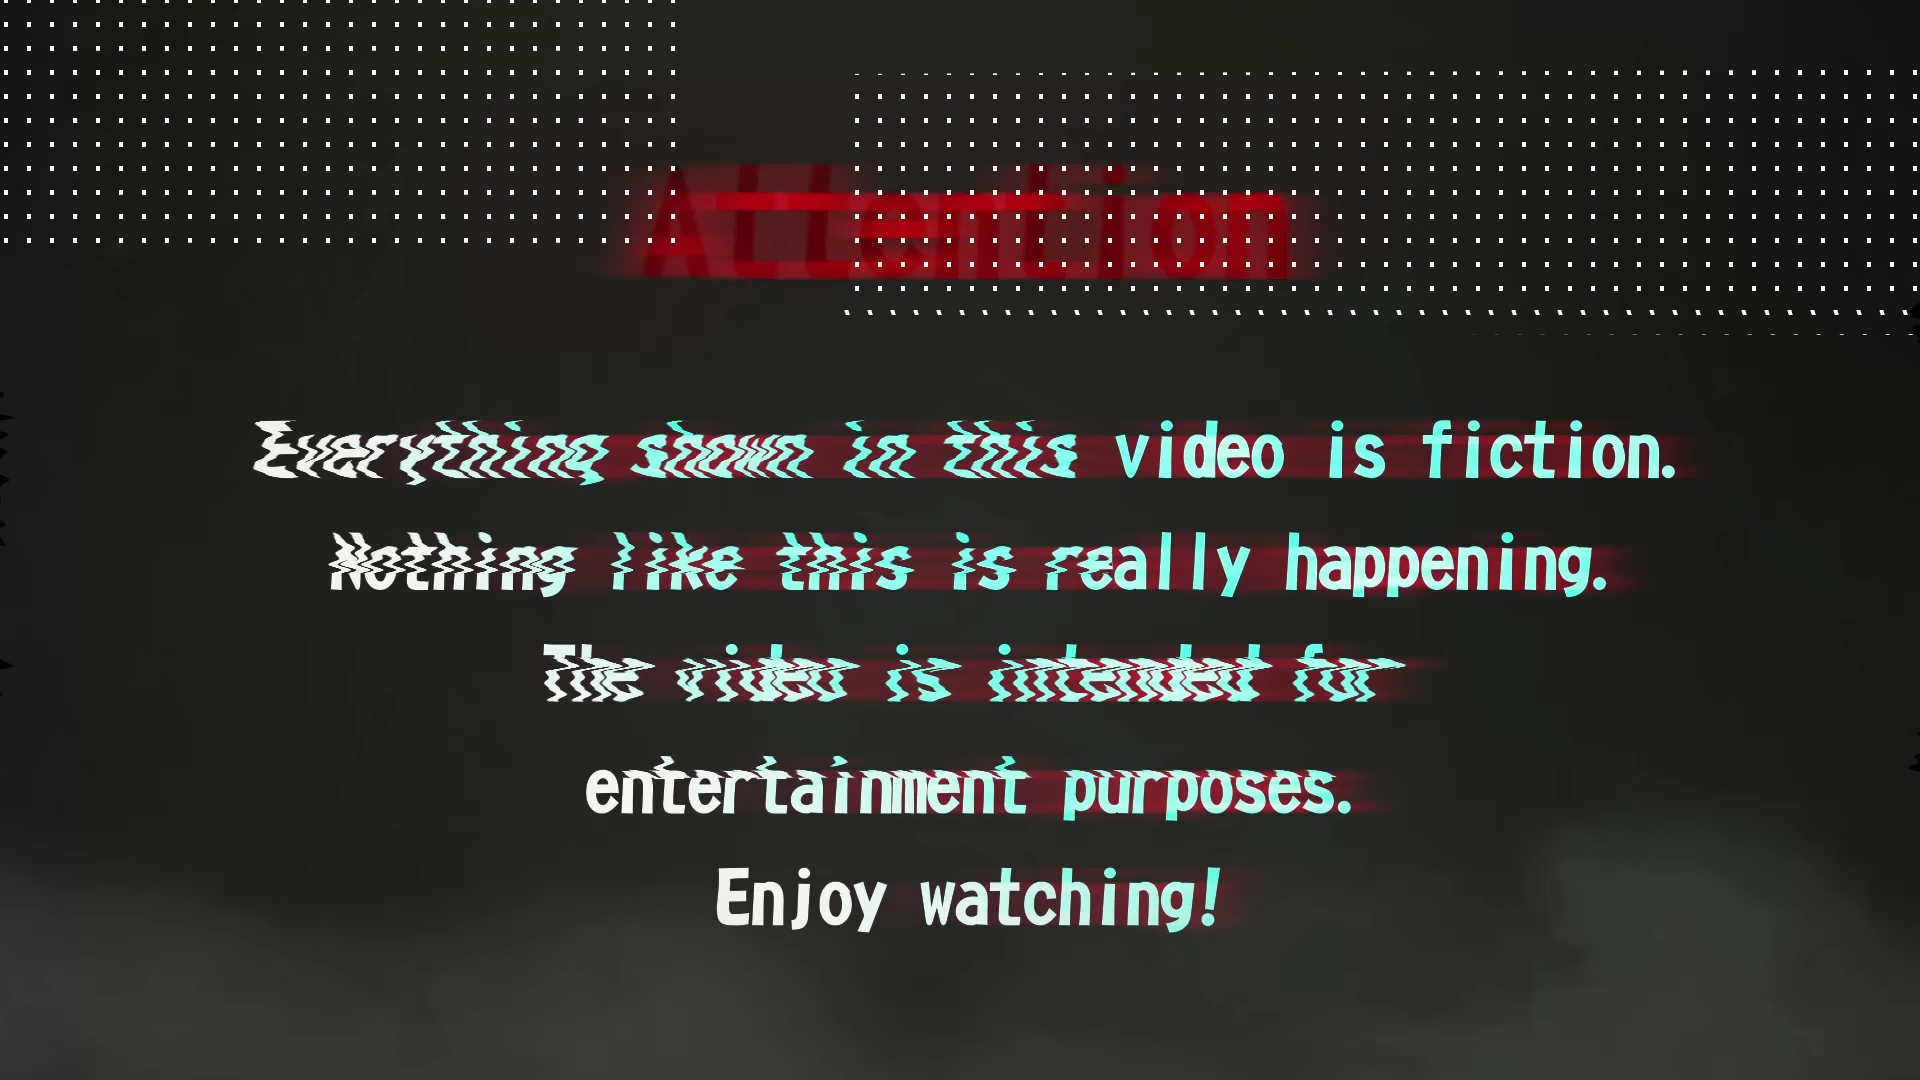 Attention
Everything shown in this video is fiction.
Nothing like this is really happening.
The video is intended for
entertainment purposes.
Enjoy watching!